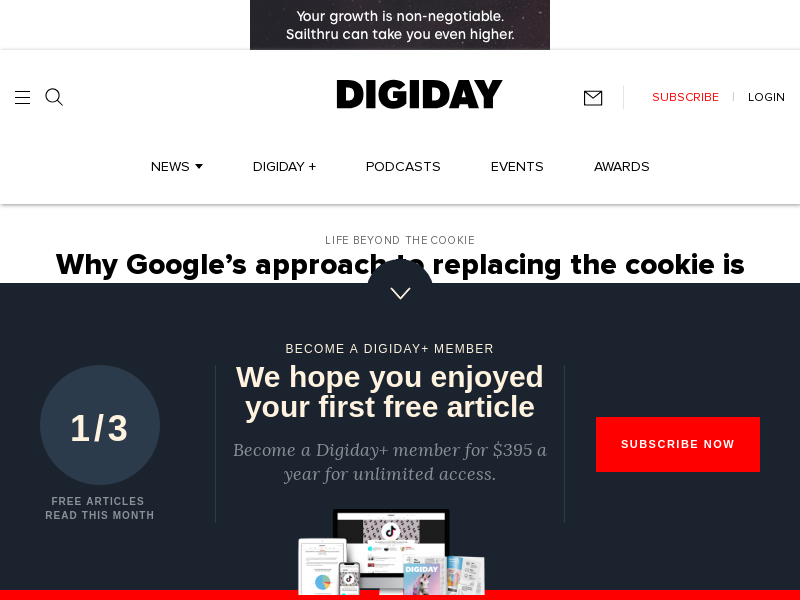 Your growth is non-negotiable.
Sailthru can take you even higher.
DIGIDAY
SUBSCRIBE
LOGIN
NEWS
DIGIDAY +
PODCASTS
EVENTS
AWARDS
LIFE BEYOND THE COOKIE
Why Google's approach to replacing the cookie is
BECOME A DIGIDAY+ MEMBER
We hope you enjoyed
your first free article
1/3
FREE ARTICLES
READ THIS MONTH
Become a Digiday+ member for $395 a
year for unlimited access.
SUBSCRIBE NOW
DIGIDAY